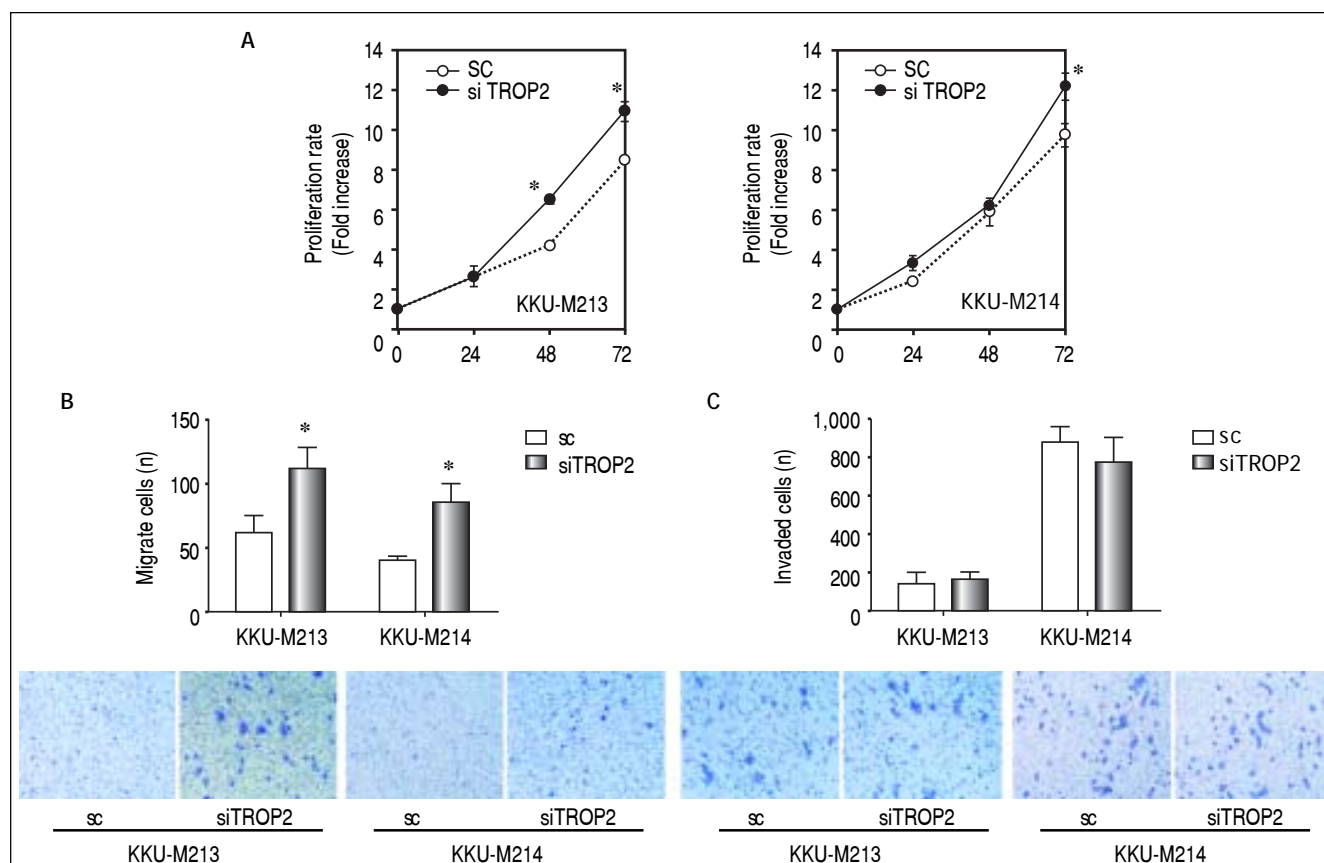 A
SC
si TROP2
Proliferation rate
(Fold increase)
14
12
10
8
6
4
2
0
0 24 48 72
*
*
KKU-M213
SC
si TROP2
Proliferation rate
(Fold increase)
14
12
10
8
6
4
2
0
0 24 48 72
*
KKU-M214
B
Migrate cells (n)
150
100
50
0
*
*
sc
siTROP2
KKU-M213 KKU-M214
C
Invaded cells (n)
1,000
800
600
400
200
0
sc
siTROP2
KKU-M213 KKU-M214
sc siTROP2 sc siTROP2 sc siTROP2 sc siTROP2
KKU-M213 KKU-M214 KKU-M213 KKU-M214